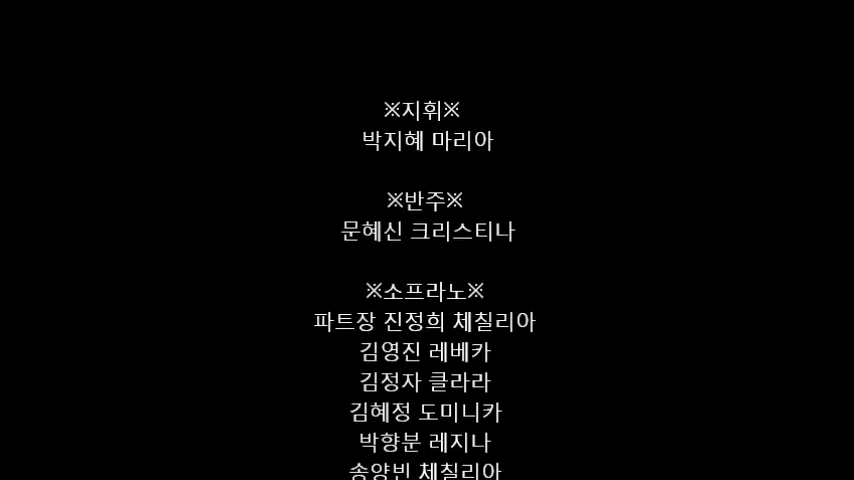 ※지휘※
박지혜 마리아
※반주※
문혜신 크리스티나
※소프라노※
파트장 진정희 체칠리아
김영진 레베카
김정자 클라라
김혜정 도미니카
박향분 레지나
송양빈 체칠리아